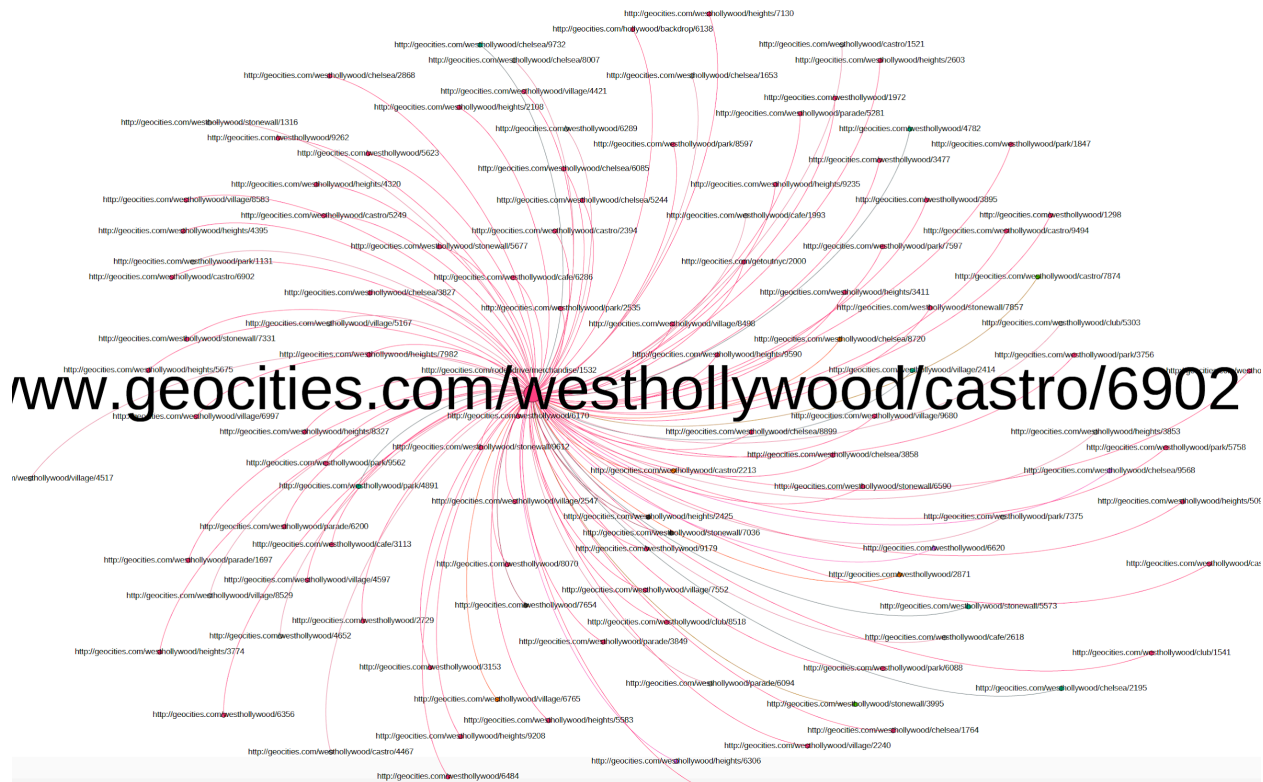 http://geocities.com/westhollywood/heights/7130
http://geocities.com/hollywood/backdrop/6138
http://geocities.com/westhollywood/chelsea/9732
http://geocities.com/westhollywood/castro/1521
http://geocities.com/westhollywood/chelsea/8007
http://geocities.com/westhollywood/heights/2603
http://geocities.com/westhollywood/chelsea/2868
http://geocities.com/westhollywood/chelsea/1653
http://geocities.com/westhollywood/village/4421
http://geocities.com/westhollywood/1972
http://geocities.com/westhollywood/heights/2108
http://geocities.com/westhollywood/parade/5281
http://geocities.com/westhollywood/stonewall/1316
http://geocities.com/westhollywood/6289
http://geocities.com/westhollywood/4782
http://geocities.com/westhollywood/9262
http://geocities.com/westhollywood/park/8597
http://geocities.com/westhollywood/park/1847
http://geocities.com/westhollywood/5623
http://geocities.com/westhollywood/3477
http://geocities.com/westhollywood/chelsea/6085
http://geocities.com/westhollywood/heights/4320
http://geocities.com/westhollywood/heights/9235
http://geocities.com/westhollywood/village/8583
http://geocities.com/westhollywood/chelsea/5244
http://geocities.com/westhollywood/3895
http://geocities.com/westhollywood/castro/5249
http://geocities.com/westhollywood/cafe/1993
http://geocities.com/westhollywood/1298
http://geocities.com/westhollywood/heights/4395
http://geocities.com/westhollywood/castro/2394
http://geocities.com/westhollywood/castro/9494
http://geocities.com/westhollywood/stonewall/5677
http://geocities.com/westhollywood/park/7597
http://geocities.com/westhollywood/park/1131
http://geocities.com/getoutnyc/2000
http://geocities.com/westhollywood/castro/6902
http://geocities.com/westhollywood/cafe/6286
http://geocities.com/westhollywood/castro/7874
http://geocities.com/westhollywood/chelsea/3827
http://geocities.com/westhollywood/heights/3411
http://geocities.com/westhollywood/park/2535
http://geocities.com/westhollywood/stonewall/7857
http://geocities.com/westhollywood/village/5167
http://geocities.com/westhollywood/village/8498
http://geocities.com/westhollywood/club/5303
http://geocities.com/westhollywood/stonewall/7331
http://geocities.com/westhollywood/chelsea/8720
http://geocities.com/westhollywood/heights/7982
http://geocities.com/westhollywood/heights/9590
http://geocities.com/westhollywood/park/3756
http://geocities.com/westhollywood/heights/5675
http://geocities.com/rodeodrive/merchandise/1532
http://geocities.com/westhollywood/village/2414
www.geocities.com/westhollywood/castro/6902
http://geocities.com/westhollywood/village/6997
http://geocities.com/westhollywood/6170
http://geocities.com/westhollywood/village/9680
http://geocities.com/westhollywood/heights/8327
http://geocities.com/westhollywood/chelsea/8899
http://geocities.com/westhollywood/heights/3853
http://geocities.com/westhollywood/stonewall/9612
http://geocities.com/westhollywood/park/5758
http://geocities.com/westhollywood/chelsea/3858
http://geocities.com/westhollywood/park/9562
http://geocities.com/westhollywood/castro/2213
http://geocities.com/westhollywood/chelsea/9568
m/westhollywood/village/4517
http://geocities.com/westhollywood/park/4891
http://geocities.com/westhollywood/stonewall/6590
http://geocities.com/westhollywood/village/2547
http://geocities.com/westhollywood/heights/509
http://geocities.com/westhollywood/heights/2425
http://geocities.com/westhollywood/park/7375
http://geocities.com/westhollywood/parade/6200
http://geocities.com/westhollywood/stonewall/7036
http://geocities.com/westhollywood/cafe/3113
http://geocities.com/westhollywood/9179
http://geocities.com/westhollywood/6620
http://geocities.com/westhollywood/parade/1697
http://geocities.com/westhollywood/8070
http://geocities.com/westhollywood/cas
http://geocities.com/westhollywood/village/4597
http://geocities.com/westhollywood/2871
http://geocities.com/westhollywood/village/8529
http://geocities.com/westhollywood/village/7552
http://geocities.com/westhollywood/7654
http://geocities.com/westhollywood/stonewall/5573
http://geocities.com/westhollywood/2729
http://geocities.com/westhollywood/club/8518
http://geocities.com/westhollywood/4652
http://geocities.com/westhollywood/parade/3849
http://geocities.com/westhollywood/cafe/2618
http://geocities.com/westhollywood/heights/3774
http://geocities.com/westhollywood/club/1541
http://geocities.com/westhollywood/3153
http://geocities.com/westhollywood/park/6088
http://geocities.com/westhollywood/parade/6094
http://geocities.com/westhollywood/chelsea/2195
http://geocities.com/westhollywood/village/6765
http://geocities.com/westhollywood/stonewall/3995
http://geocities.com/westhollywood/6356
http://geocities.com/westhollywood/heights/5583
http://geocities.com/westhollywood/chelsea/1764
http://geocities.com/westhollywood/heights/9208
http://geocities.com/westhollywood/village/2240
http://geocities.com/westhollywood/castro/4467
http://geocities.com/westhollywood/heights/6306
http://geocities.com/westhollywood/6484